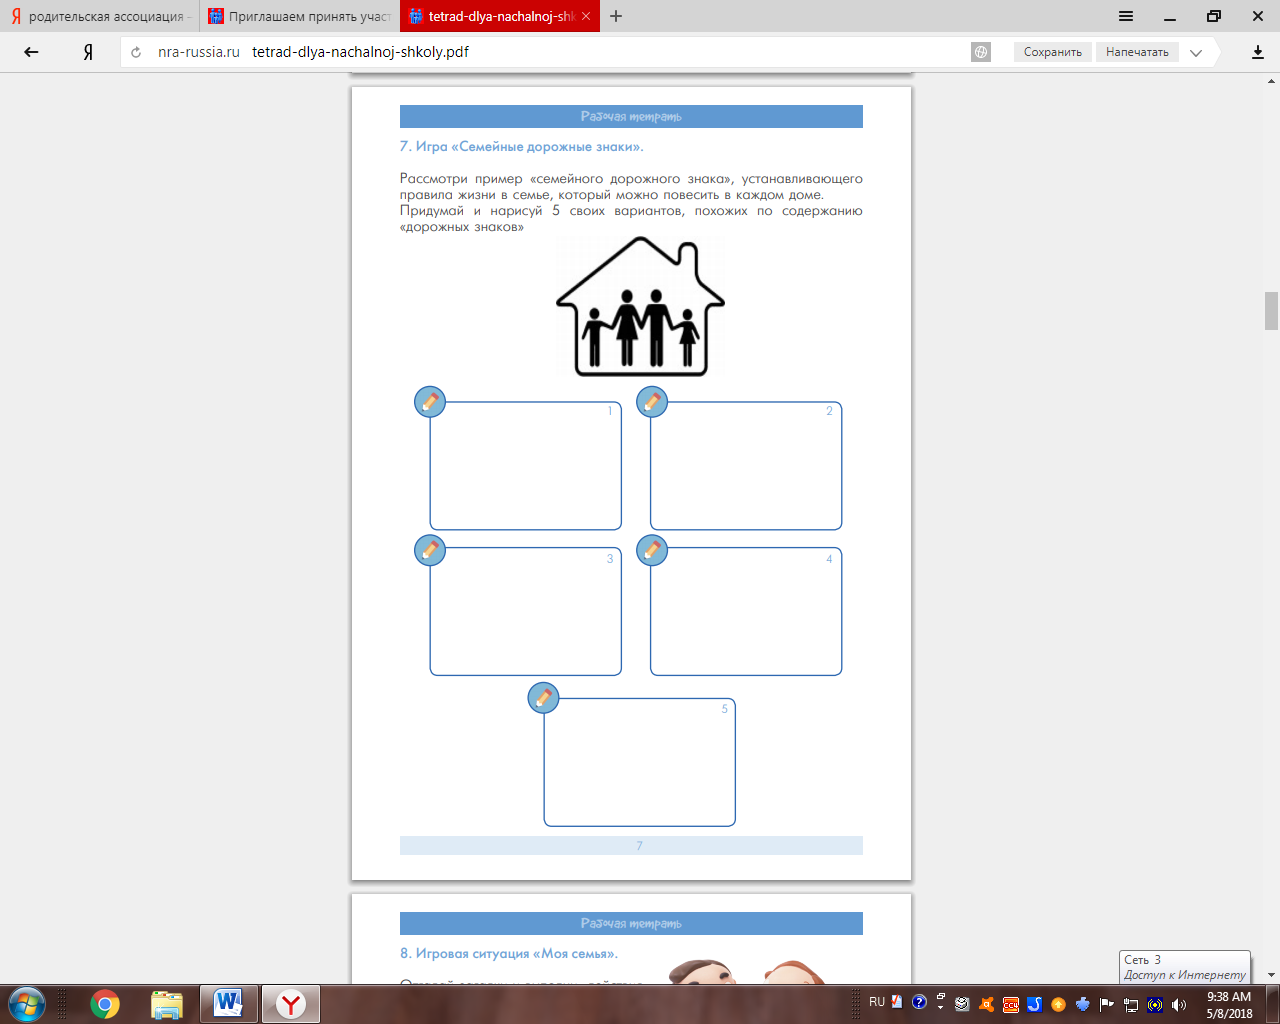 родительская ассоциация -
Приглашаем принять участ
tetrad-dlya-nachalnoj-shk
nra-russia.ru tetrad-dlya-nachalnoj-shkoly.pdf
Сохранить
Напечатать
Рабочая тетрадь
7. Игра «Семейные дорожные знаки».
Рассмотри пример «семейного дорожного знака», устанавливающего
правила жизни в семье, который можно повесить в каждом доме.
Придумай и нарисуй 5 своих вариантов, похожих по содержанию
«дорожных знаков»
1
2
3
4
5
7
Рабочая тетрадь
8. Игровая ситуация «Моя семья».
Сеть 3
Доступ к Интернету
RU
9:38 AM
5/8/2018